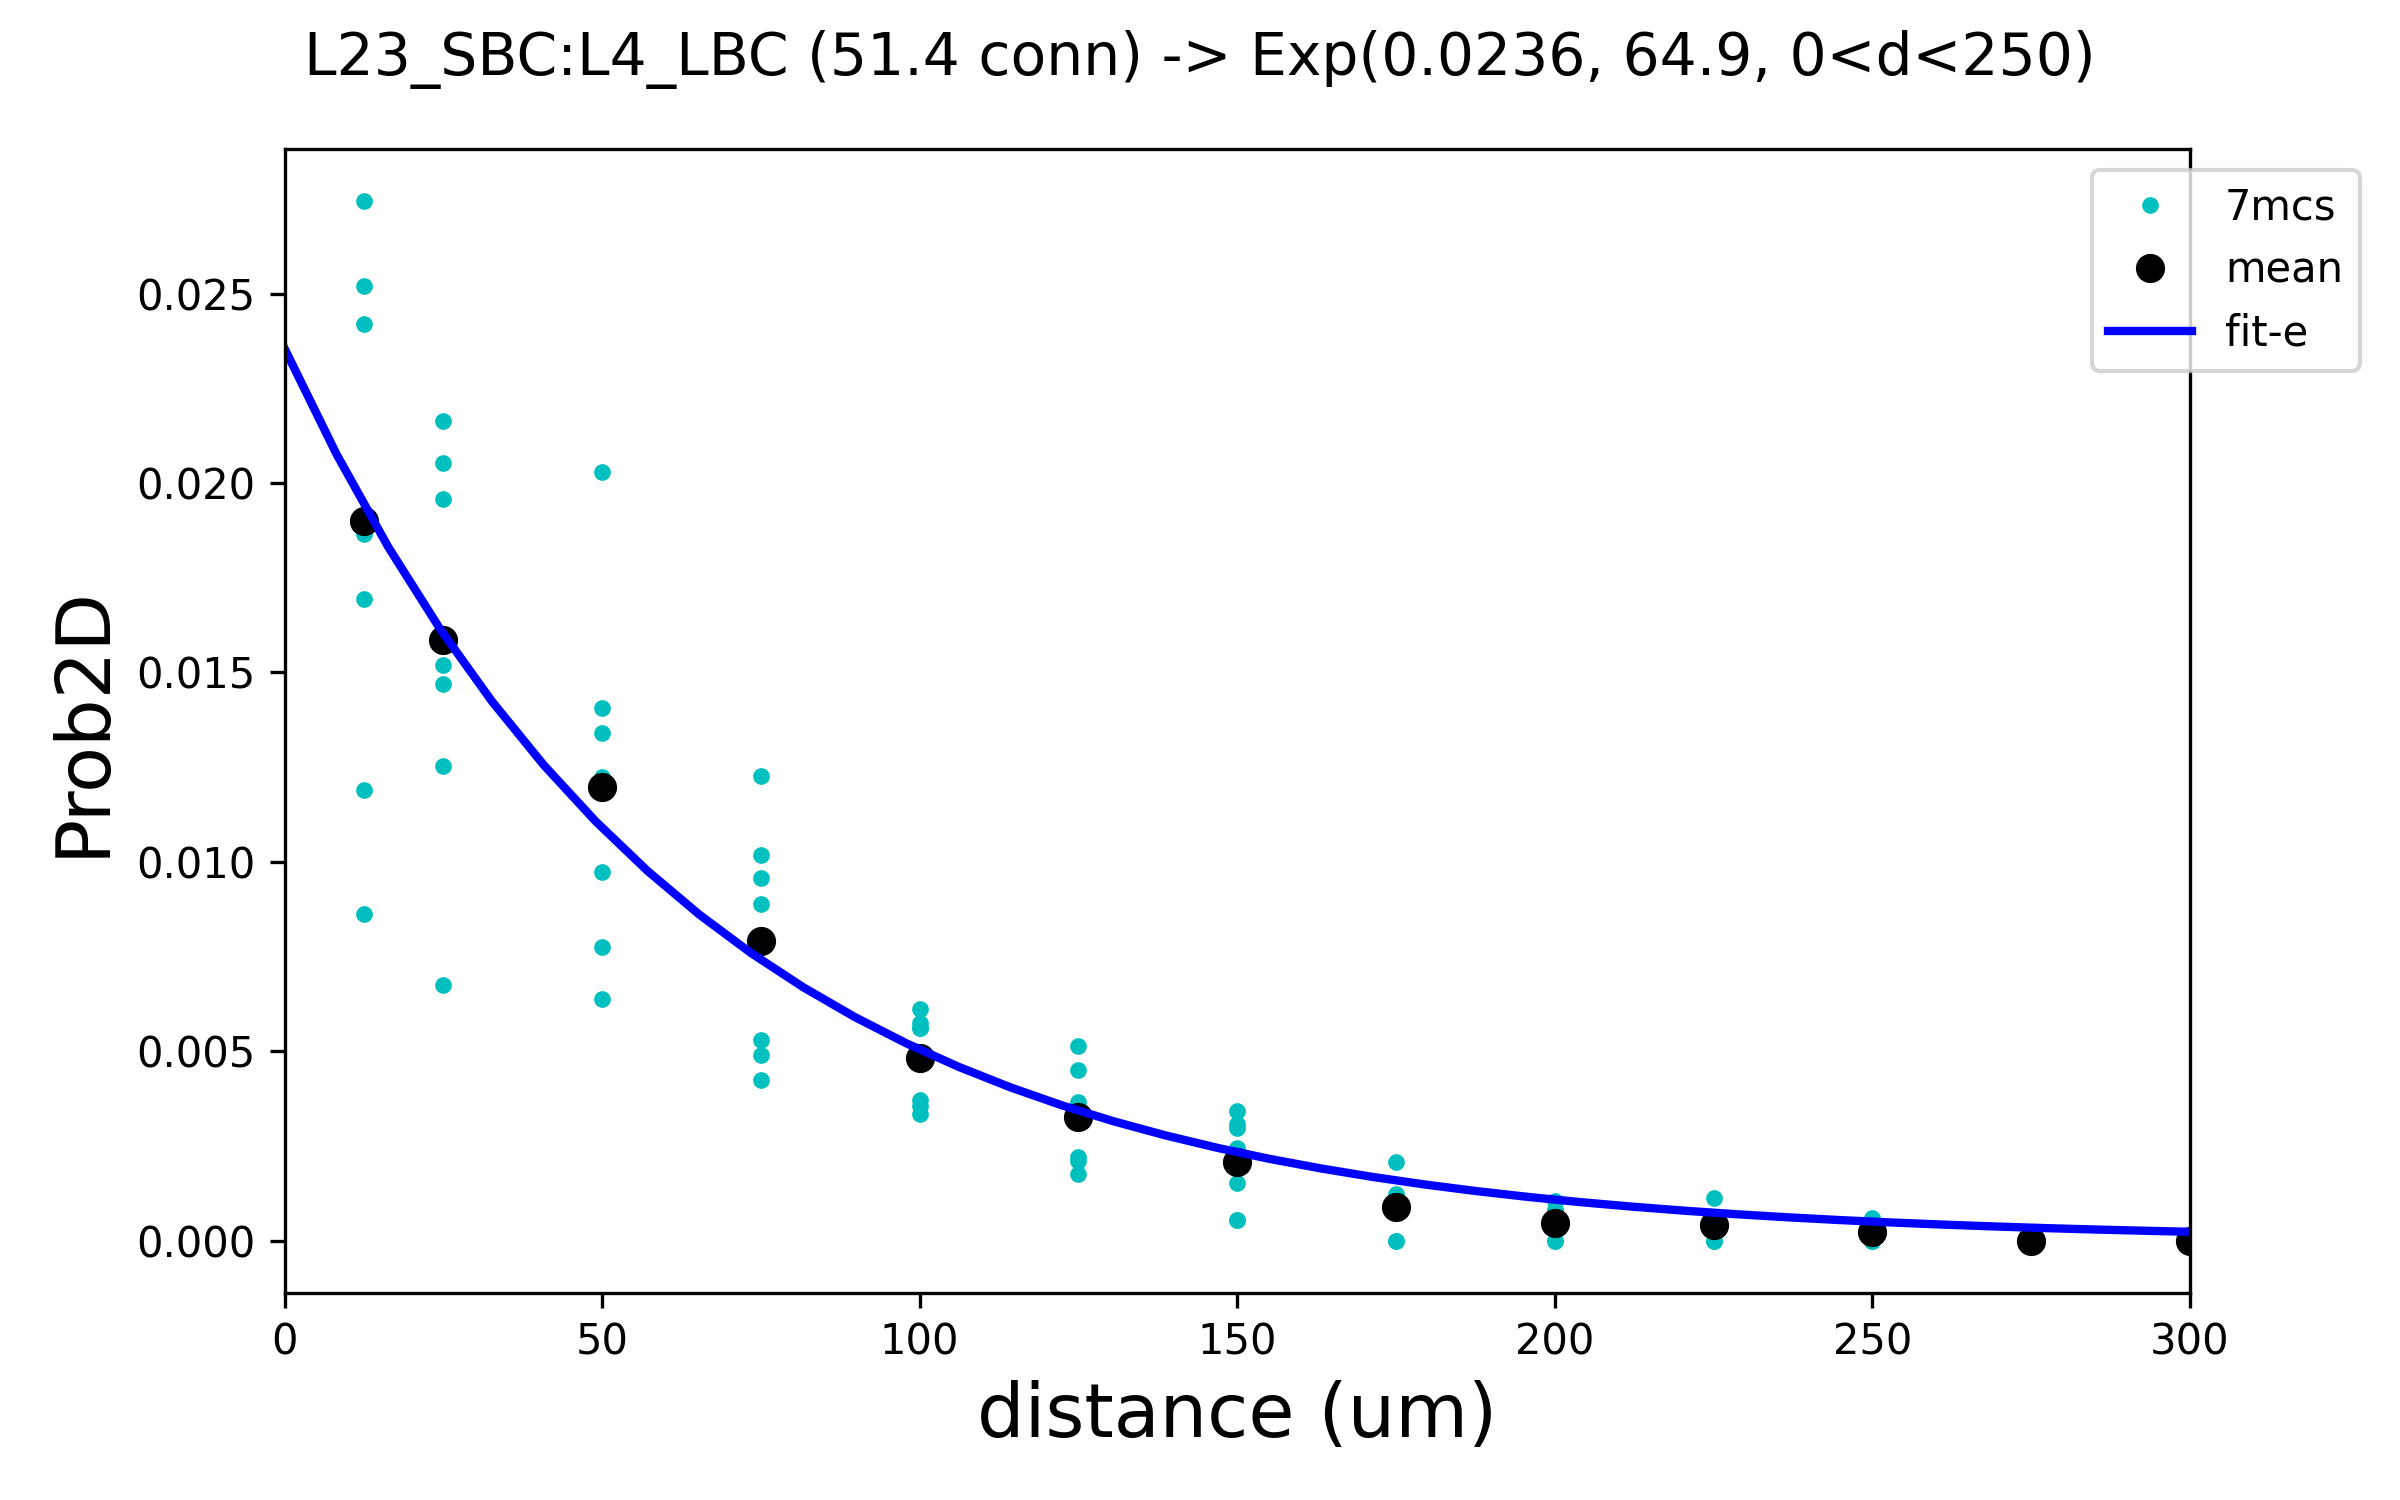 L23_SBC:L4_LBC (51.4 conn) -> Exp(0.0236, 64.9, 0<d<250)
7mcs
mean
fit-e
Prob2D
0.025
0.020
0.015
0.010
0.005
0.000
0 50 100 150 200 250 300
distance (um)